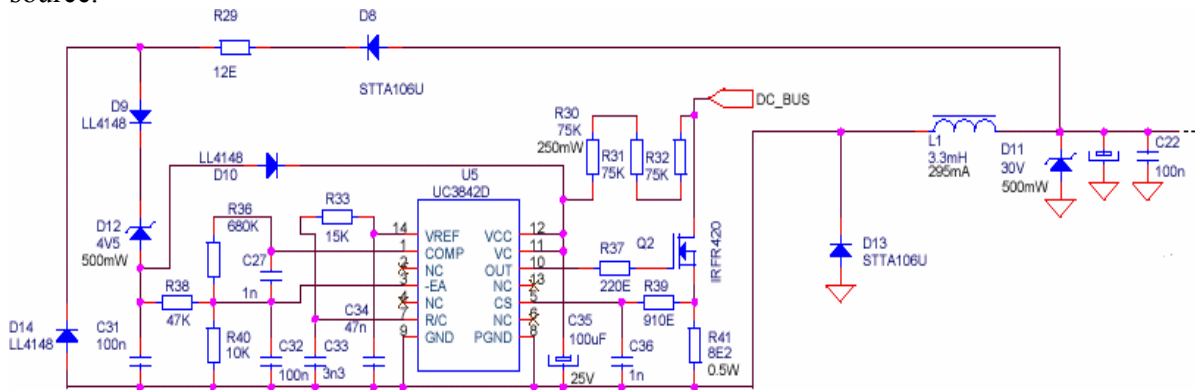 source.
R29
12E
D8
STTA106U
D9
LL4148
LL4148
D10
D12
4V5
500mW
R36
680K
R33
15K
U5
UC3842D
R30
75K
250mW
R31
75K
R32
75K
DC_BUS
L1
3.3mH
295mA
D11
30V
500mW
C22
100n
14 VREF VCC 12
1 COMP VC 11
2 NC OUT 10
3 -EA NC 13
4 NC CS 5
7 R/C NC 6
9 GND PGND 8
R37
220E
Q2
IRFR420
D13
STTA106U
C27
1n
R38
47K
C34
47n
R39
910E
D14
LL4148
C31
100n
R40
10K
C32
100n
C33
3n3
C35
100uF
25V
C36
1n
R41
8E2
0.5W